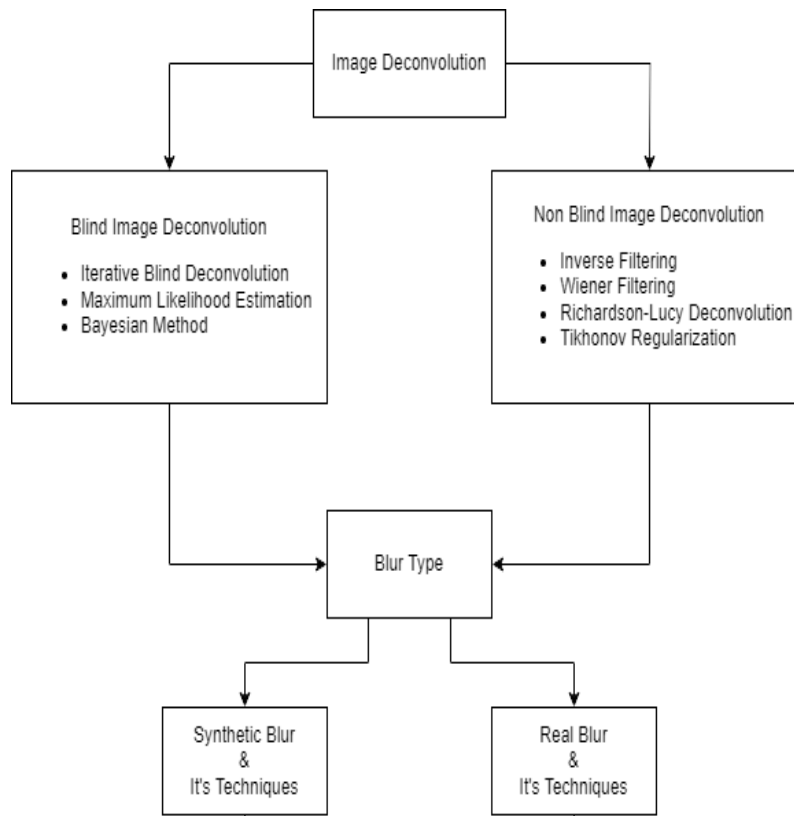 Image Deconvolution
Blind Image Deconvolution
• Iterative Blind Deconvolution
• Maximum Likelihood Estimation
• Bayesian Method
Non Blind Image Deconvolution
• Inverse Filtering
• Wiener Filtering
• Richardson-Lucy Deconvolution
• Tikhonov Regularization
Blur Type
Synthetic Blur
&
It's Techniques
Real Blur
&
It's Techniques